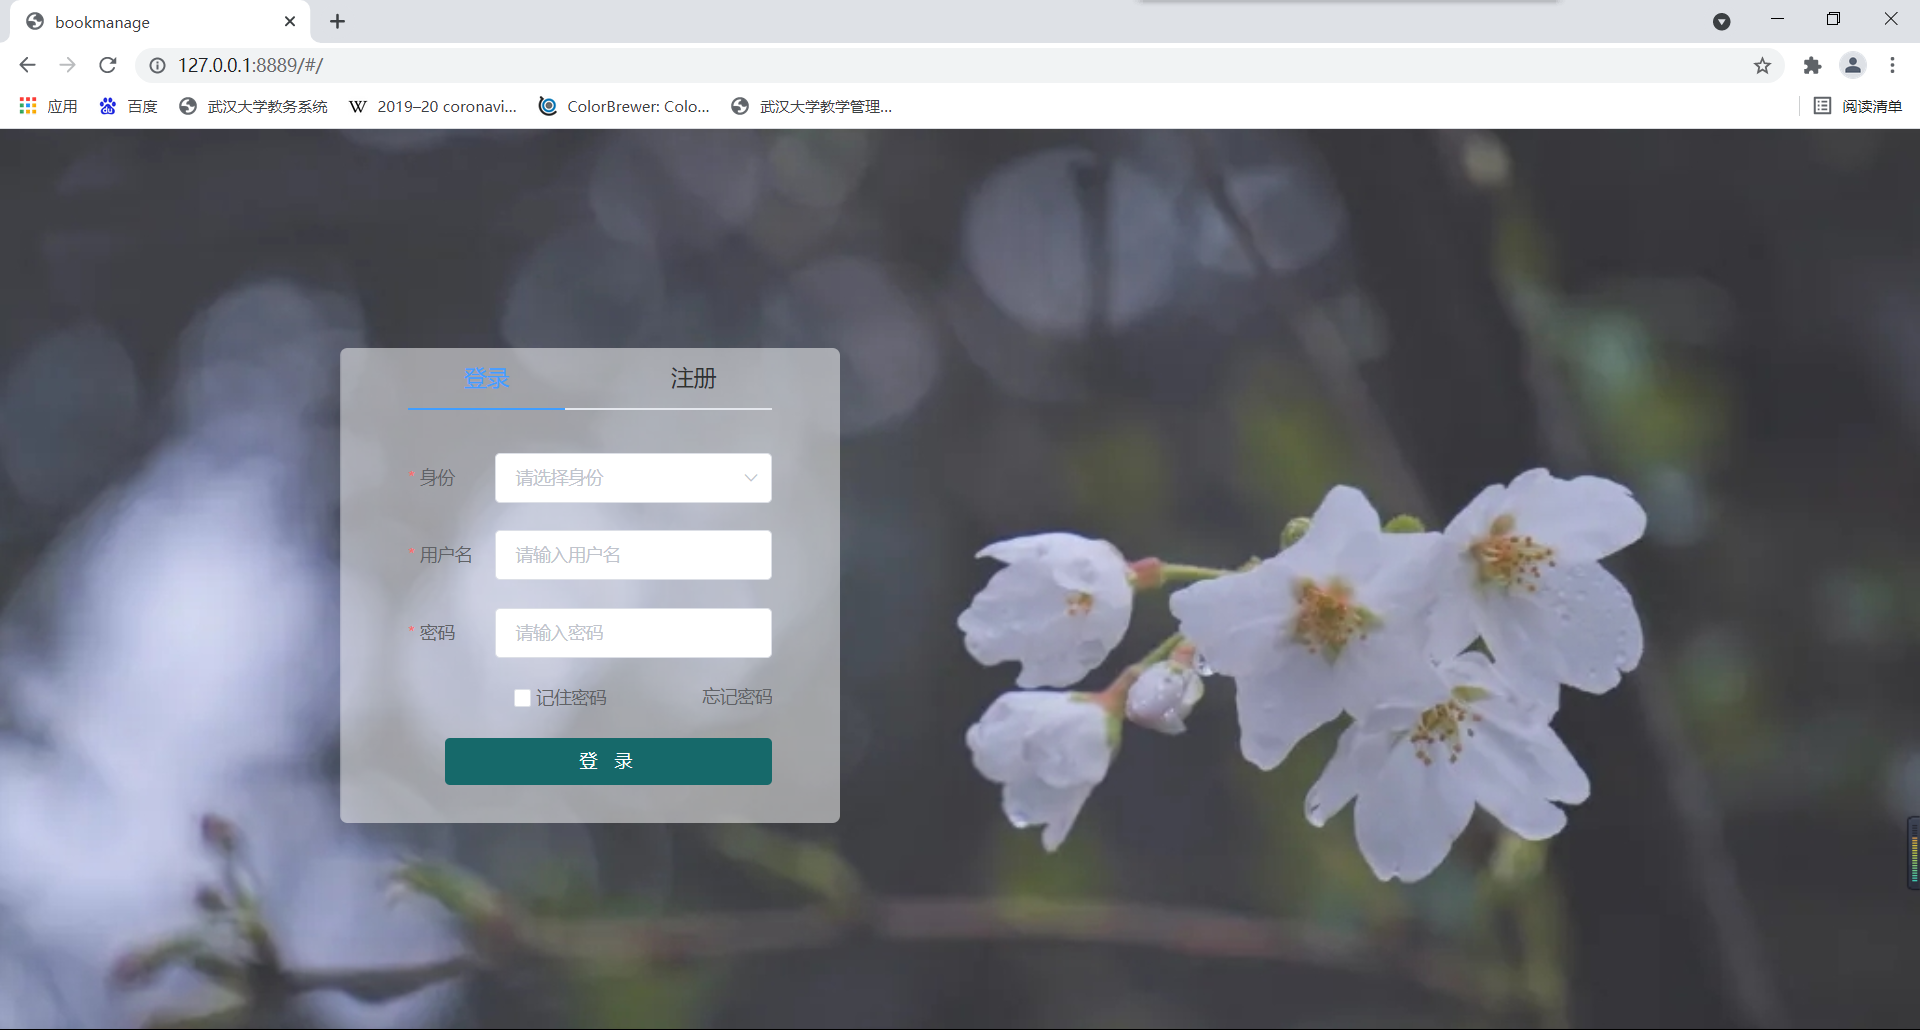 bookmanage
127.0.0.1:8889/#/
应用 百度 武汉大学教务系统 W 2019–20 coronavi... ColorBrewer: Colo... 武汉大学教学管理... 阅读清单
登录 注册
* 身份 请选择身份
* 用户名 请输入用户名
* 密码 请输入密码
记住密码 忘记密码
登 录